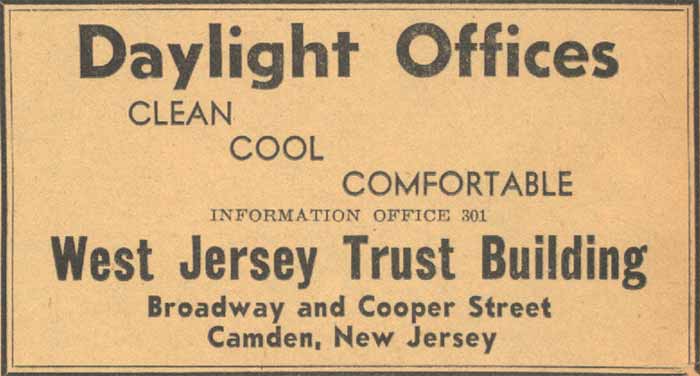 Daylight Offices
CLEAN
COOL
COMFORTABLE
INFORMATION OFFICE 301
West Jersey Trust Building
Broadway and Cooper Street
Camden, New Jersey